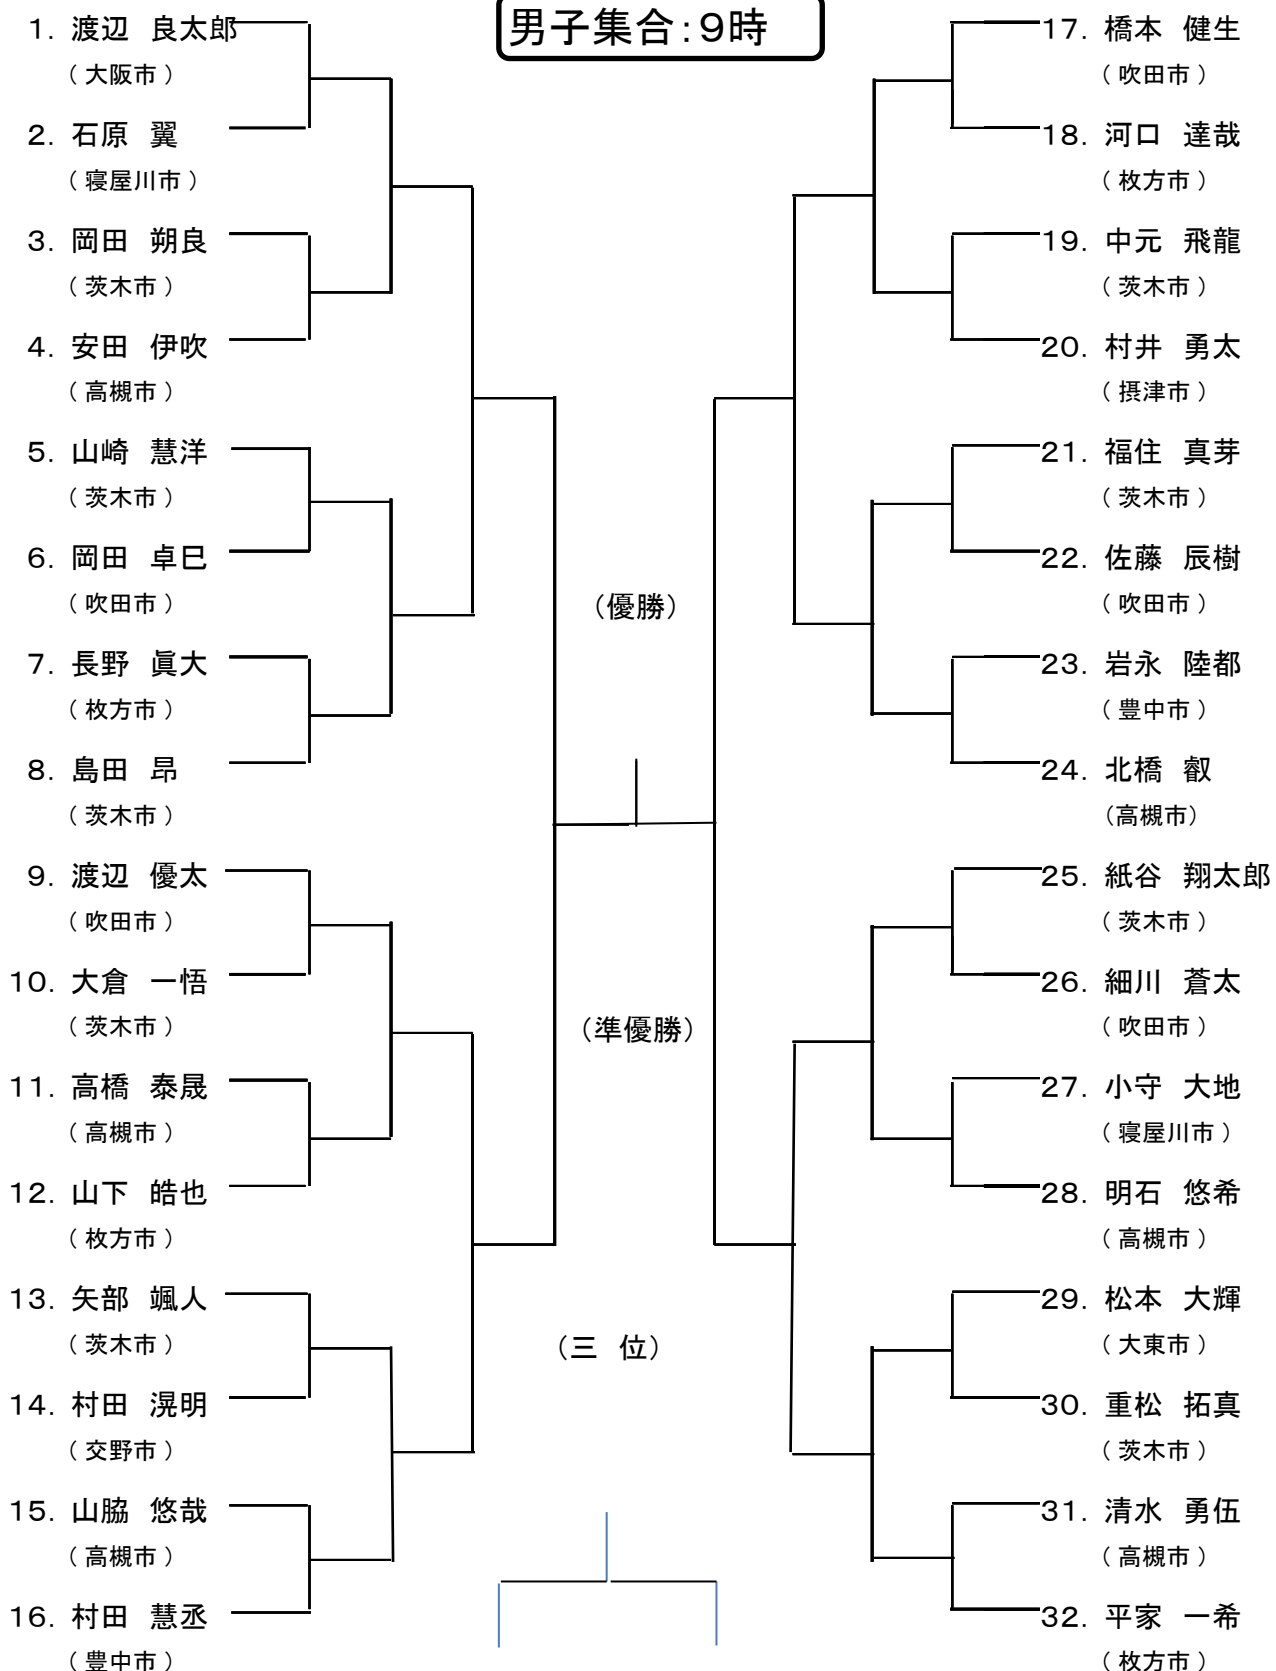 男子集合：９時
1. 渡辺　良太郎
（ 大阪市 ）
2. 石原　翼
（ 寝屋川市 ）
3. 岡田　朔良
（ 茨木市 ）
4. 安田　伊吹
（ 高槻市 ）
5. 山崎　慧洋
（ 茨木市 ）
6. 岡田　卓巳
（ 吹田市 ）
7. 長野　眞大
（ 枚方市 ）
8. 島田　昂
（ 茨木市 ）
9. 渡辺　優太
（ 吹田市 ）
10. 大倉　一悟
（ 茨木市 ）
11. 高橋　泰晟
（ 高槻市 ）
12. 山下　皓也
（ 枚方市 ）
13. 矢部　颯人
（ 茨木市 ）
14. 村田　滉明
（ 交野市 ）
15. 山脇　悠哉
（ 高槻市 ）
16. 村田　慧丞
（ 豊中市 ）
（優勝）
（準優勝）
（三　位）
17. 橋本　健生
（ 吹田市 ）
18. 河口　達哉
（ 枚方市 ）
19. 中元　飛龍
（ 茨木市 ）
20. 村井　勇太
（ 摂津市 ）
21. 福住　真芽
（ 茨木市 ）
22. 佐藤　辰樹
（ 吹田市 ）
23. 岩永　陸都
（ 豊中市 ）
24. 北橋　叡
（高槻市）
25. 紙谷　翔太郎
（ 茨木市 ）
26. 細川　蒼太
（ 吹田市 ）
27. 小守　大地
（ 寝屋川市 ）
28. 明石　悠希
（ 高槻市 ）
29. 松本　大輝
（ 大東市 ）
30. 重松　拓真
（ 茨木市 ）
31. 清水　勇伍
（ 高槻市 ）
32. 平家　一希
（ 枚方市 ）